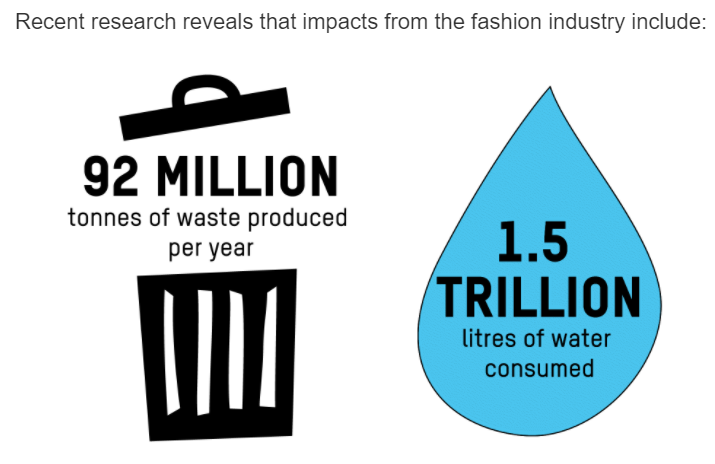 Recent research reveals that impacts from the fashion industry include:
92 MILLION
tonnes of waste produced
per year
1.5
TRILLION
litres of water
consumed